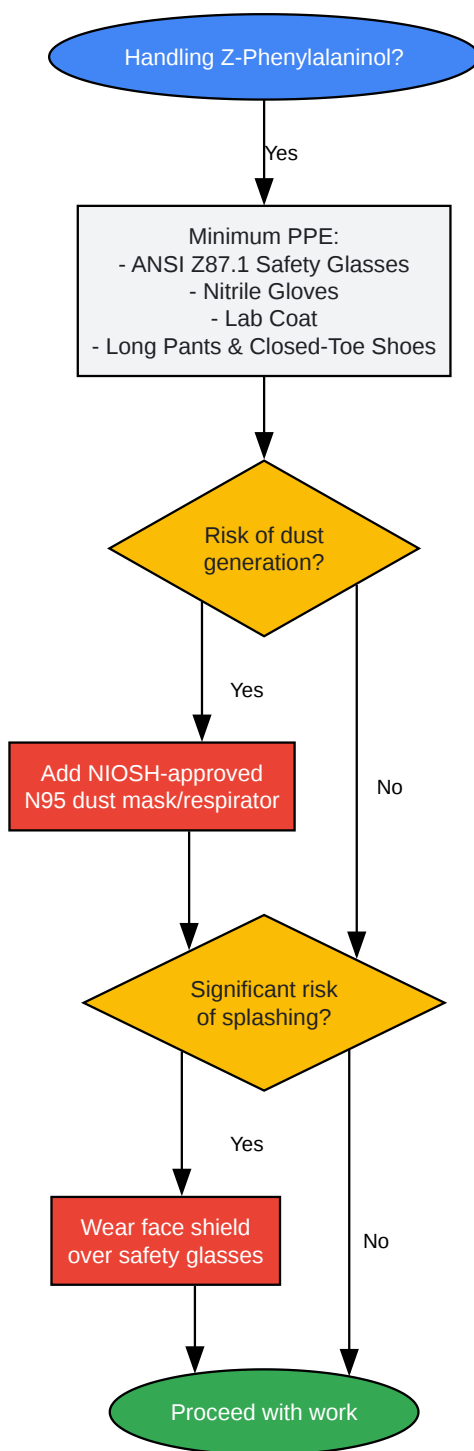 Handling Z-Phenylalaninol?
Yes
Minimum PPE:
- ANSI Z87.1 Safety Glasses
- Nitrile Gloves
- Lab Coat
- Long Pants & Closed-Toe Shoes
Risk of dust
generation?
Yes
Add NIOSH-approved
N95 dust mask/respirator
No
Significant risk
of splashing?
Yes
Wear face shield
over safety glasses
No
Proceed with work